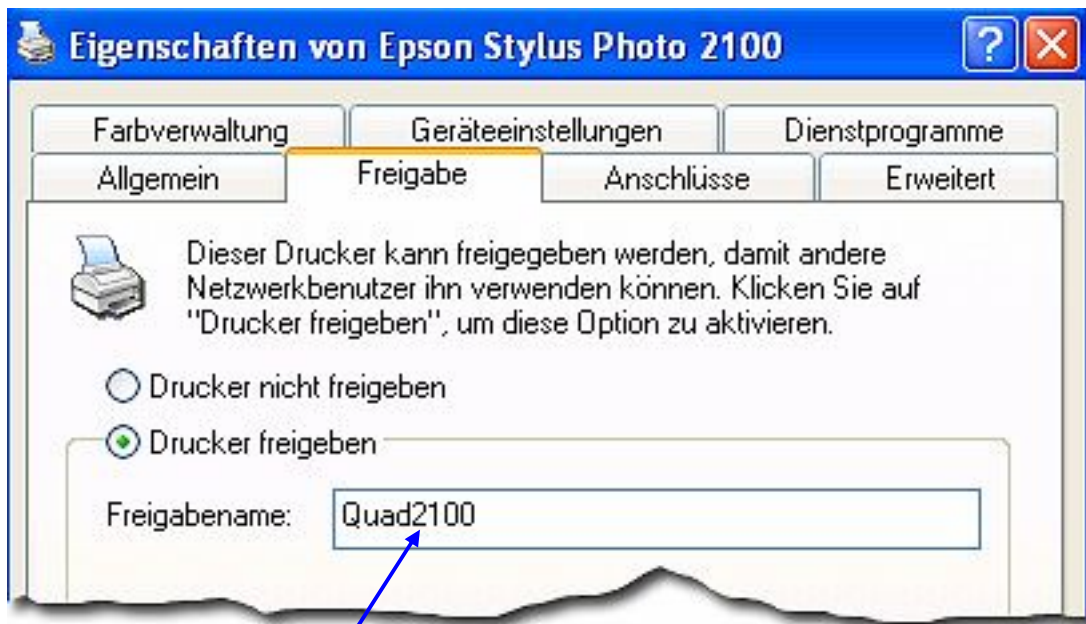 Eigenschaften von Epson Stylus Photo 2100
Farbverwaltung Geräteeinstellungen Dienstprogramme
Allgemein Freigabe Anschlüsse Erweitert
Dieser Drucker kann freigegeben werden, damit andere
Netzwerkbenutzer ihn verwenden können. Klicken Sie auf
"Drucker freigeben", um diese Option zu aktivieren.
Drucker nicht freigeben
Drucker freigeben
Freigabename: Quad2100